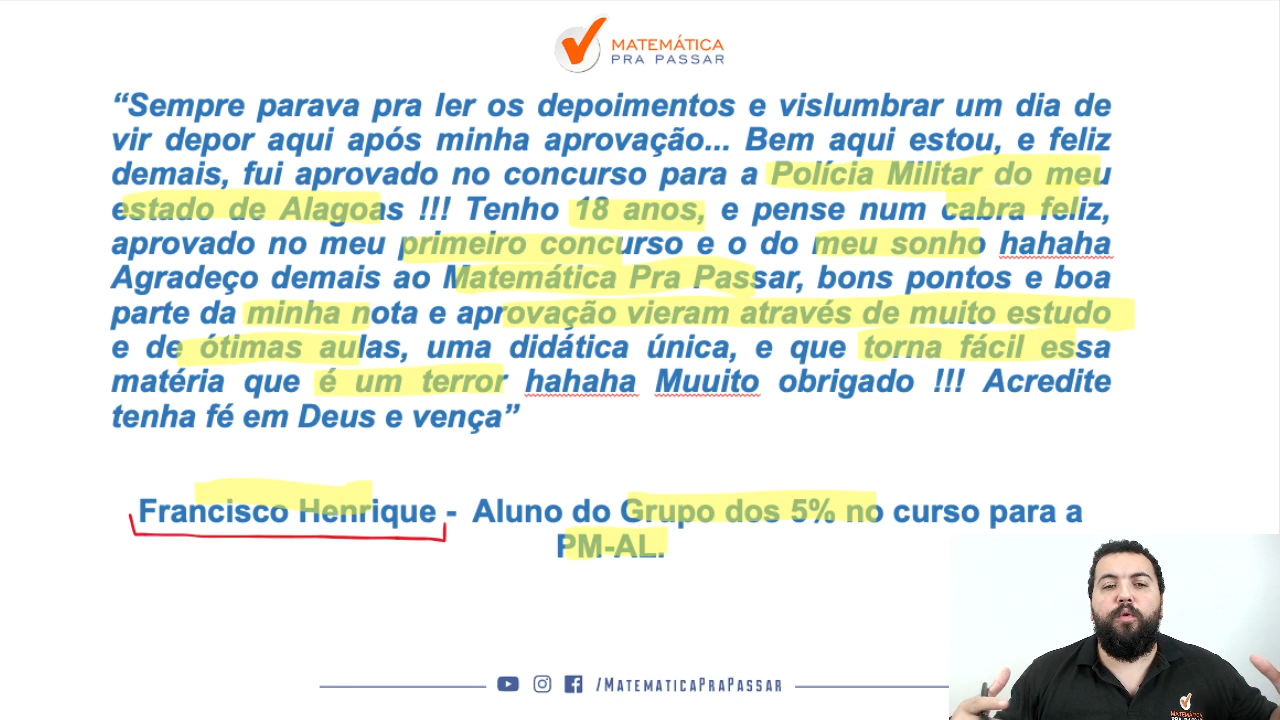 MATEMÁTICA
PRA PASSAR
“Sempre parava pra ler os depoimentos e vislumbrar um dia de
vir depor aqui após minha aprovação... Bem aqui estou, e feliz
demais, fui aprovado no concurso para a Polícia Militar do meu
estado de Alagoas !!! Tenho 18 anos, e pense num cabra feliz,
aprovado no meu primeiro concurso e o do meu sonho hahaha
Agradeço demais ao Matemática Pra Passar, bons pontos e boa
parte da minha nota e aprovação vieram através de muito estudo
e de ótimas aulas, uma didática única, e que torna fácil essa
matéria que é um terror hahaha Muuito obrigado !!! Acredite
tenha fé em Deus e vença”
Francisco Henrique - Aluno do Grupo dos 5% no curso para a
PM-AL.
/MATEMATICAPRAPASSAR
MATEMÁTICA
PRA PASSAR